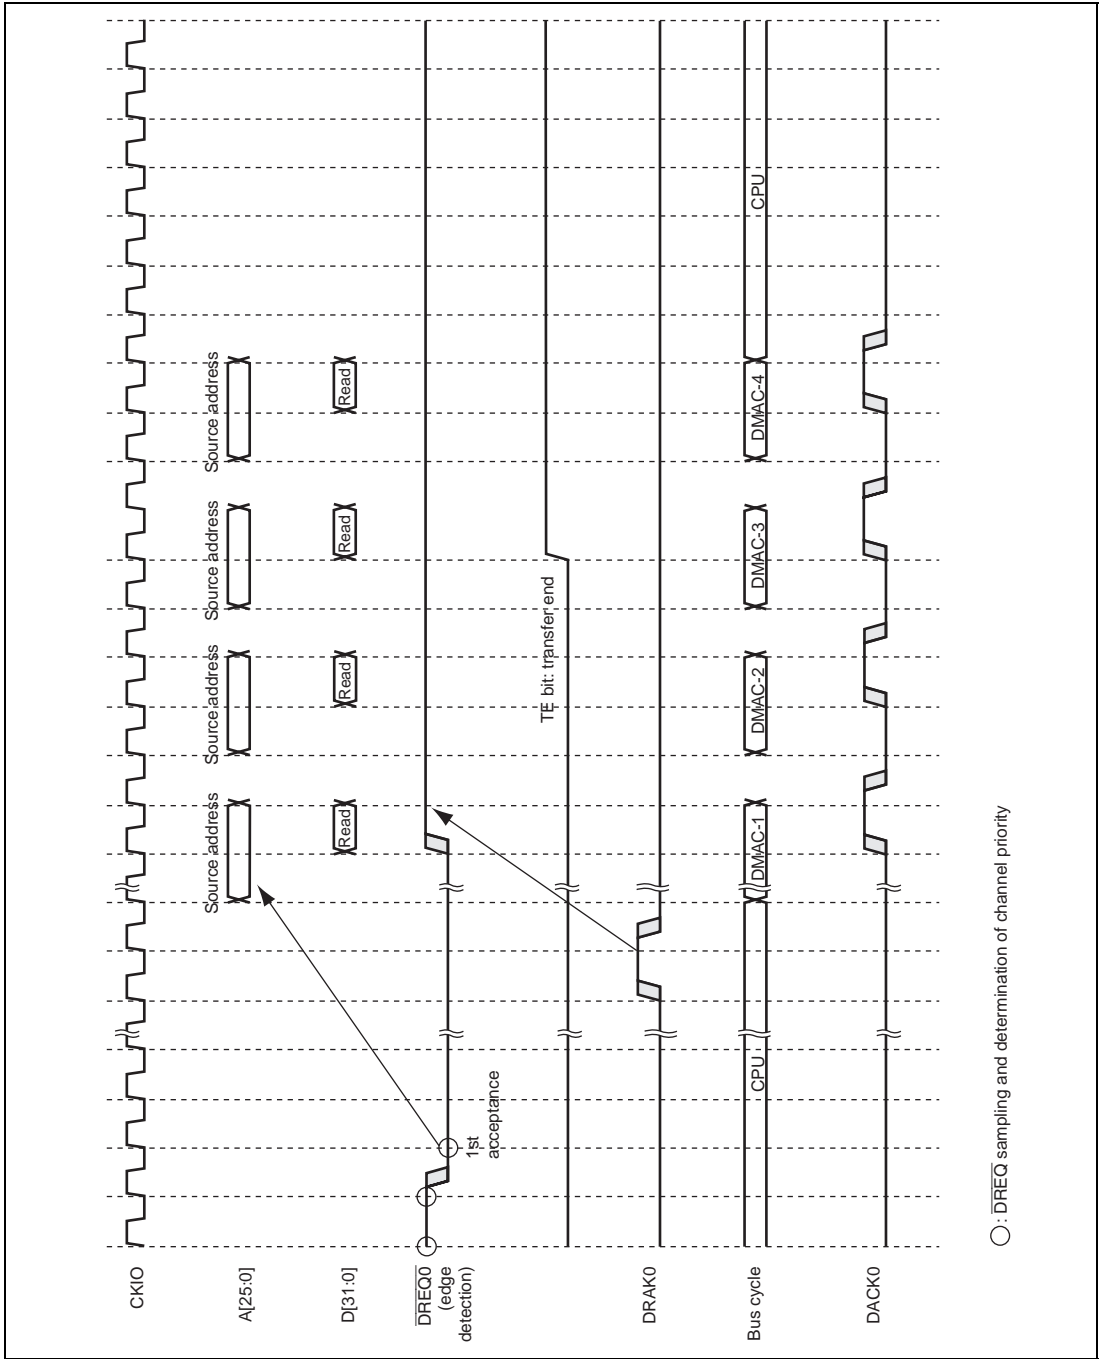 CKIO
A[25:0]
Source address
Source address
Source address
Source address
D[31:0]
Read
Read
Read
Read
DREQ0
(edge
detection)
1st
acceptance
TE bit: transfer end
DRAK0
Bus cycle
CPU
DMAC-1
DMAC-2
DMAC-3
DMAC-4
CPU
DACK0
: DREQ sampling and determination of channel priority